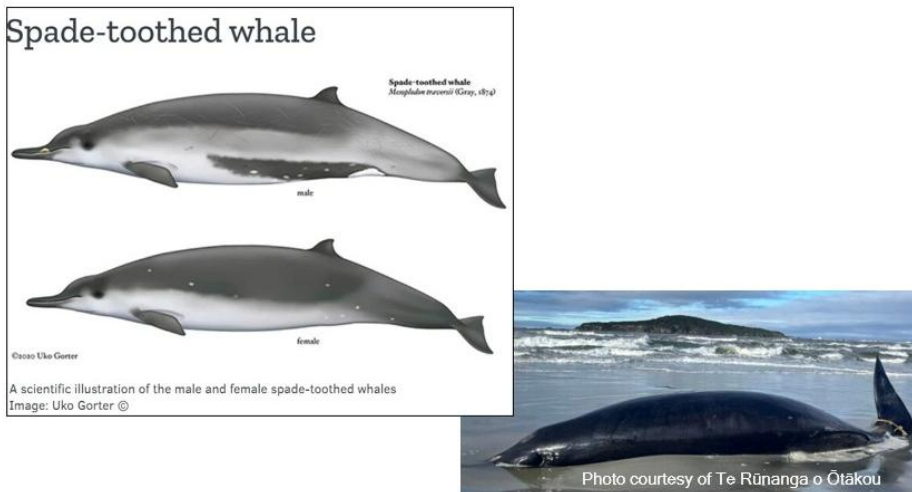 Spade-toothed whale
Spade-toothed whale
Mesoplodon traversii (Gray, 1874)
male
female
©2020 Uko Gorter
A scientific illustration of the male and female spade-toothed whales
Image: Uko Gorter ©
Photo courtesy of Te Rūnanga o Ōtākou